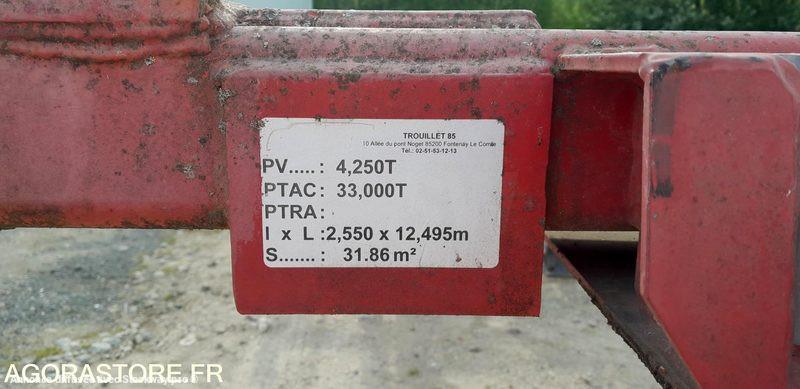 TROUILLET 85
10 Allée du pont Noget 85200 Fontenay Le Comte
Tél.: 02-51-53-12-13
PV..... : 4,250T
PTAC: 33,000T
PTRA:
l x L:2,550 x 12,495m
S....... : 31.86 m²
AGORASTORE.FR